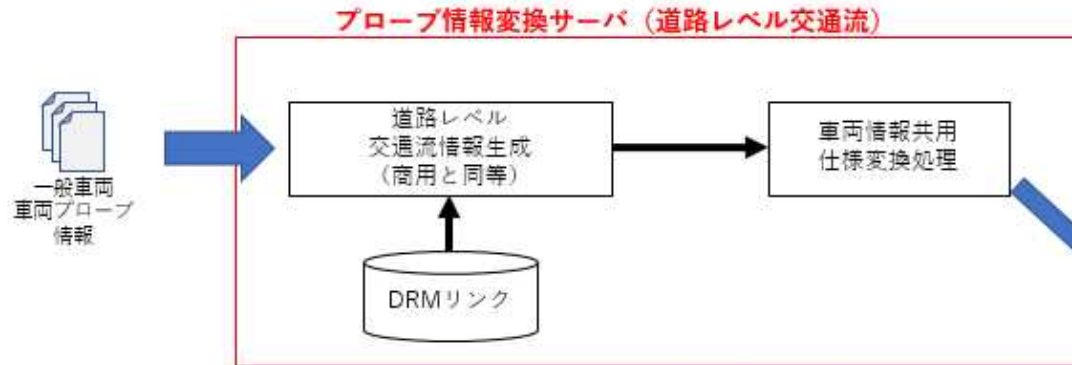 プローブ情報変換サーバ（道路レベル交通流）
一般車両
車両プローブ
情報
道路レベル
交通流情報生成
（商用と同等）
車両情報共用
仕様変換処理
DRMリンク